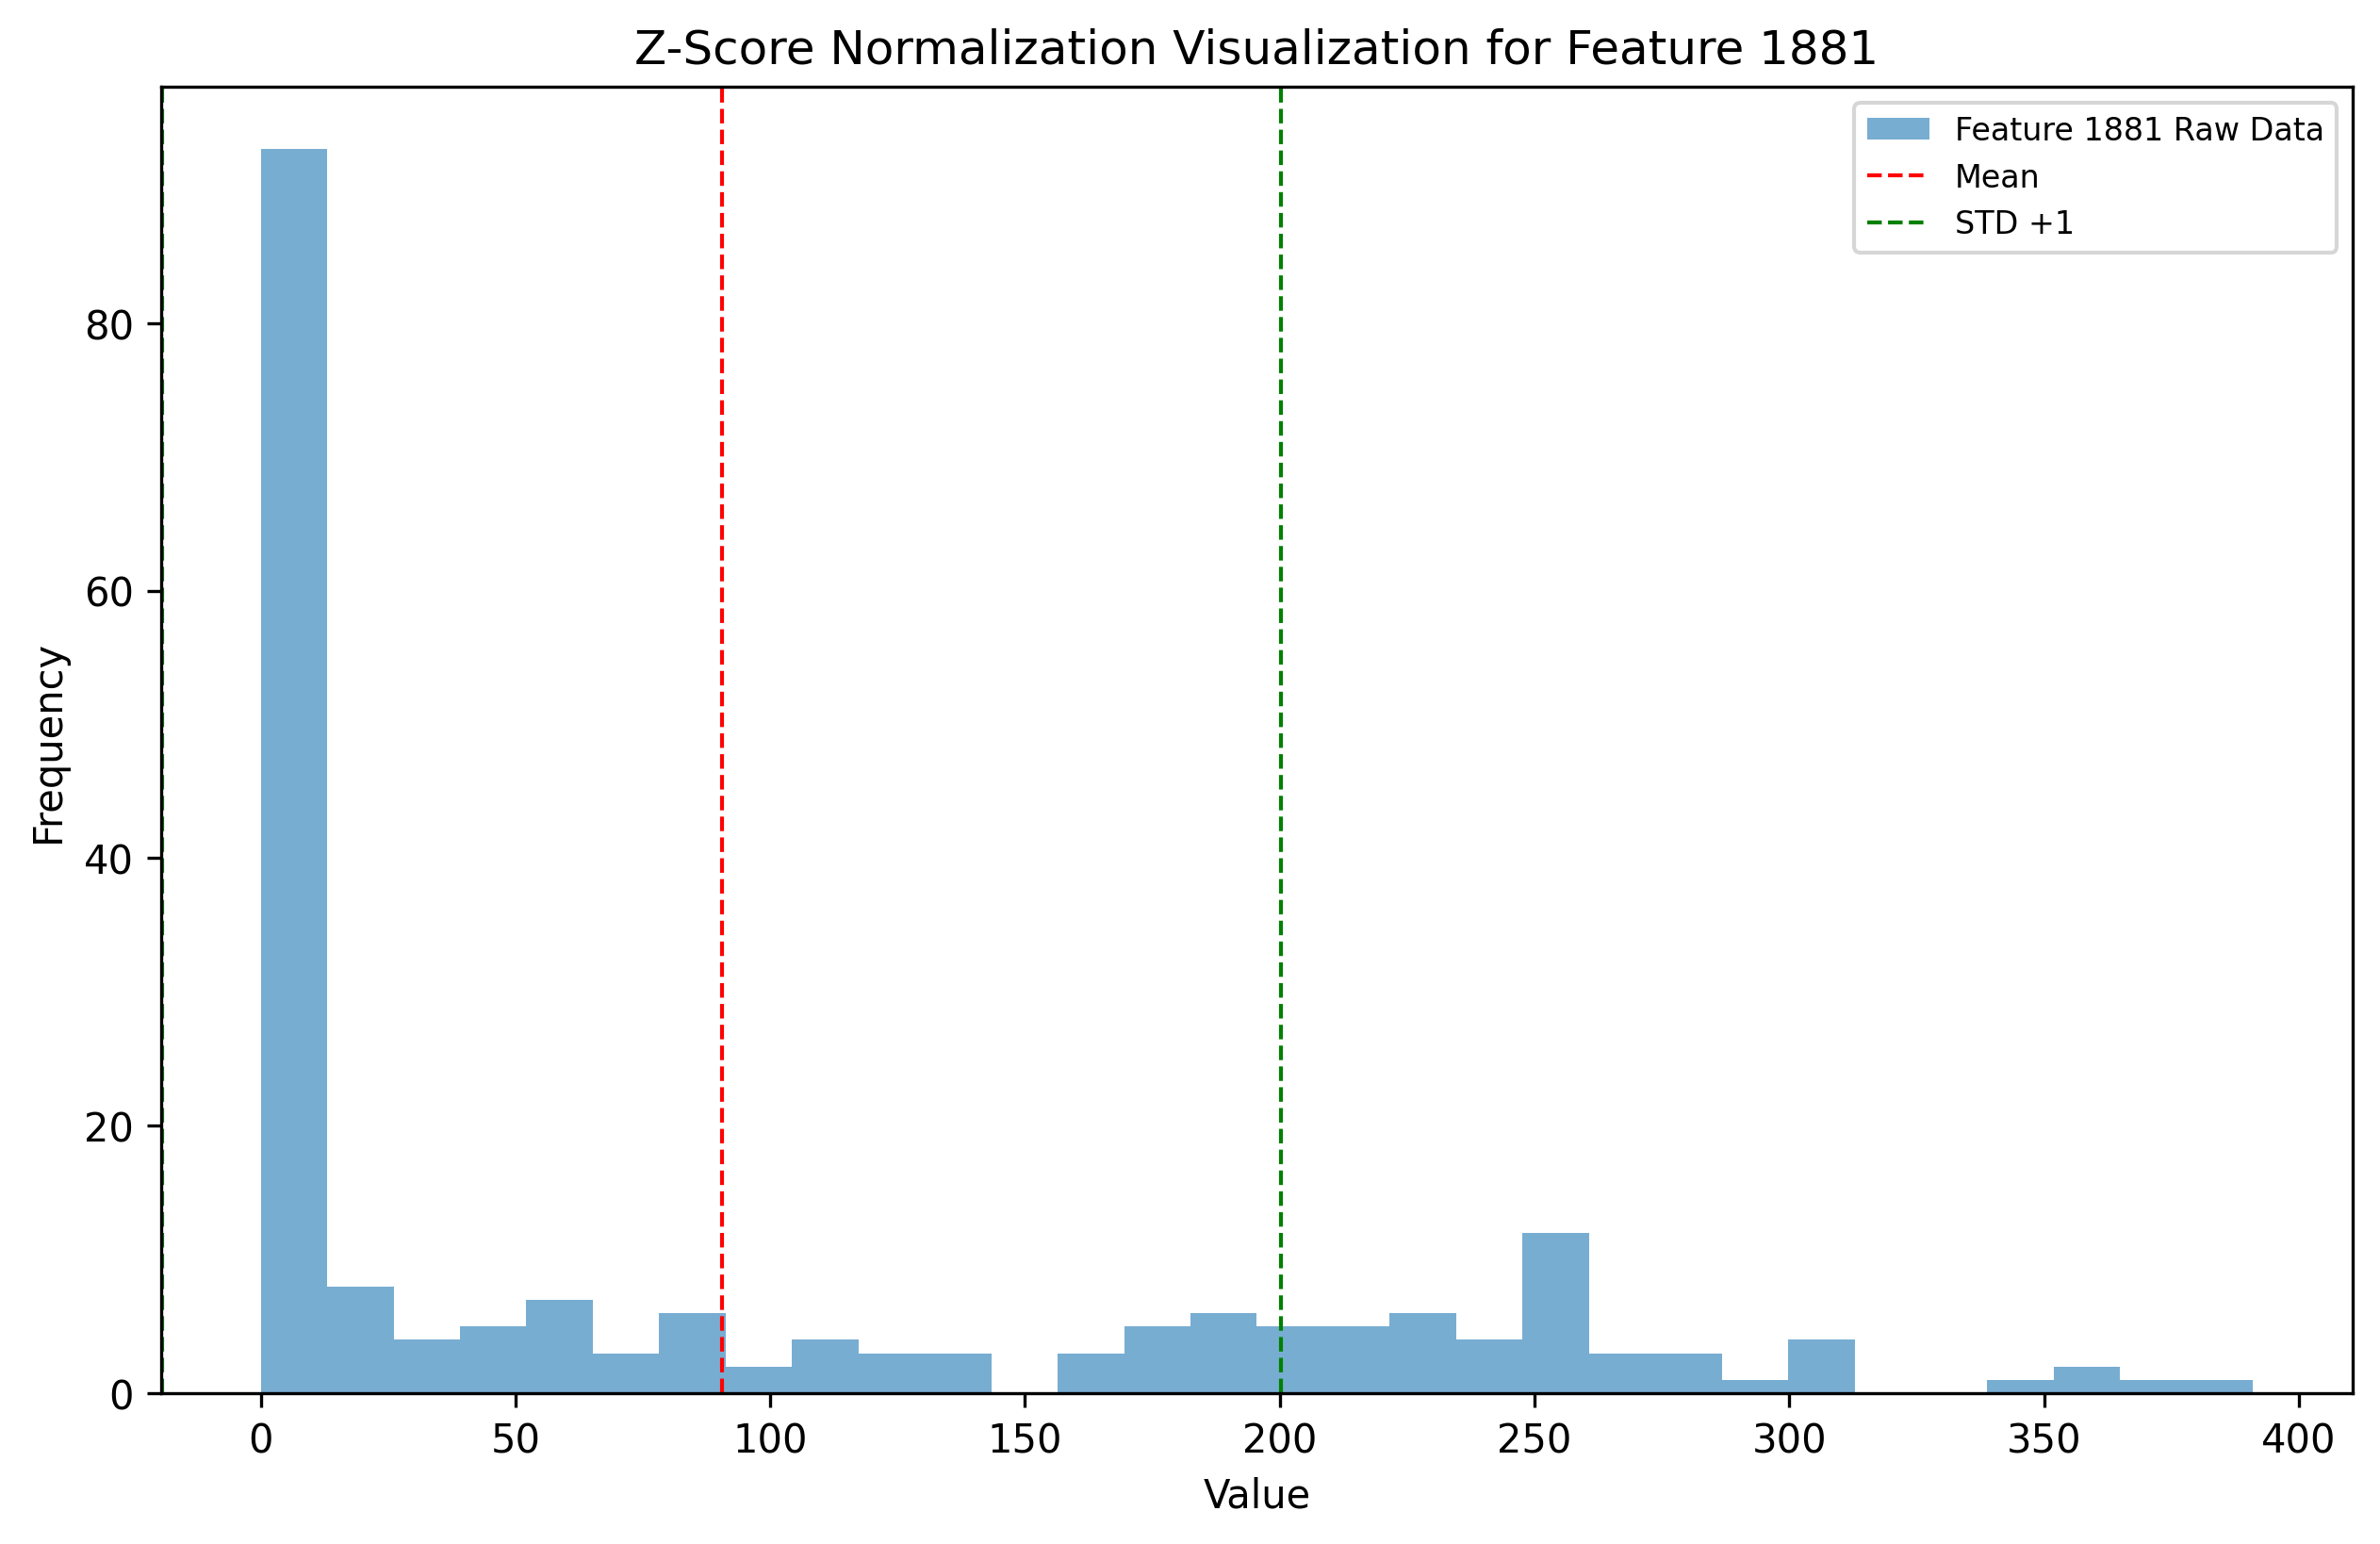 Z-Score Normalization Visualization for Feature 1881
Feature 1881 Raw Data
Mean
STD +1
80
60
40
20
0
Frequency
0 50 100 150 200 250 300 350 400
Value